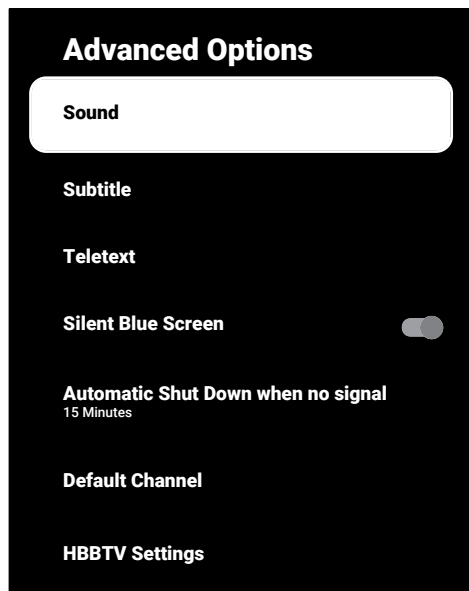 Advanced Options
Sound
Subtitle
Teletext
Silent Blue Screen
Automatic Shut Down when no signal
15 Minutes
Default Channel
HBBTV Settings